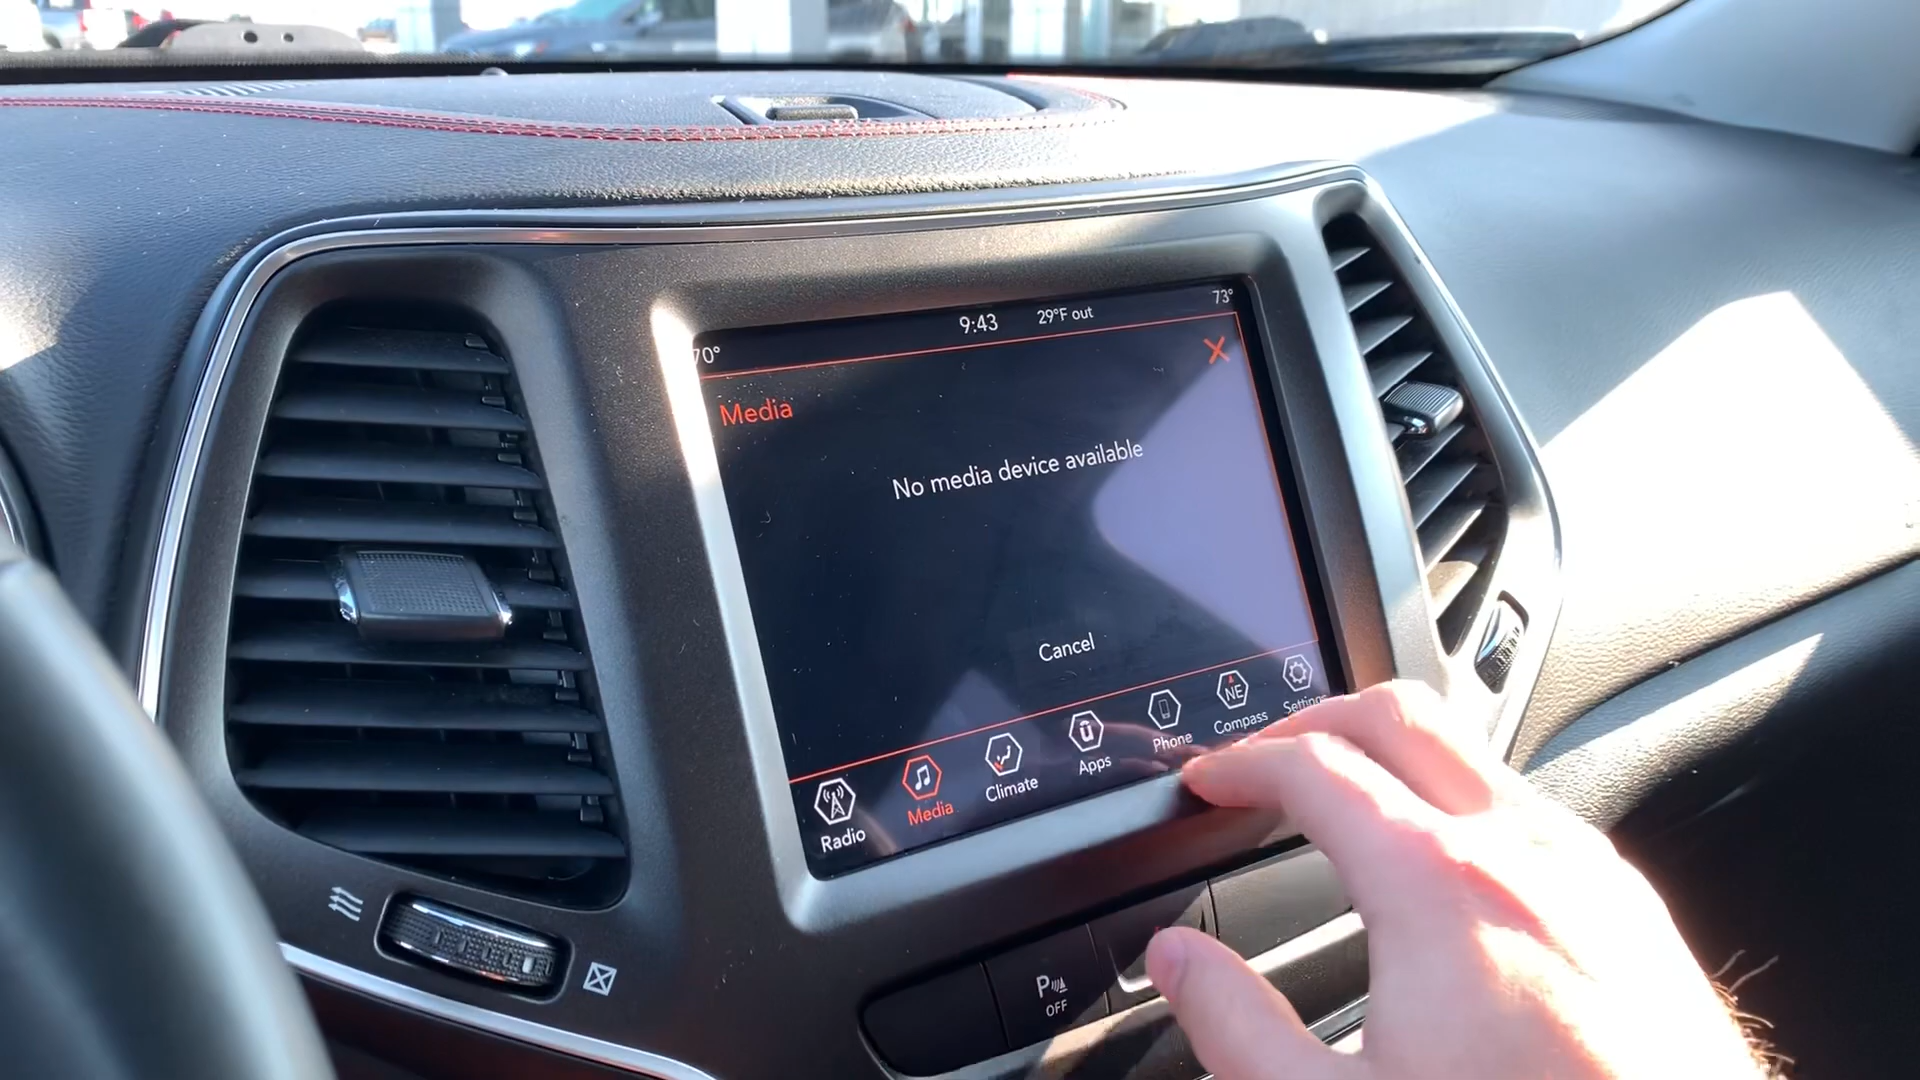 70° 9:43 29°F out 73°
Media
No media device available
Cancel
Radio Media Climate Apps Phone NE Compass Settings
P OFF